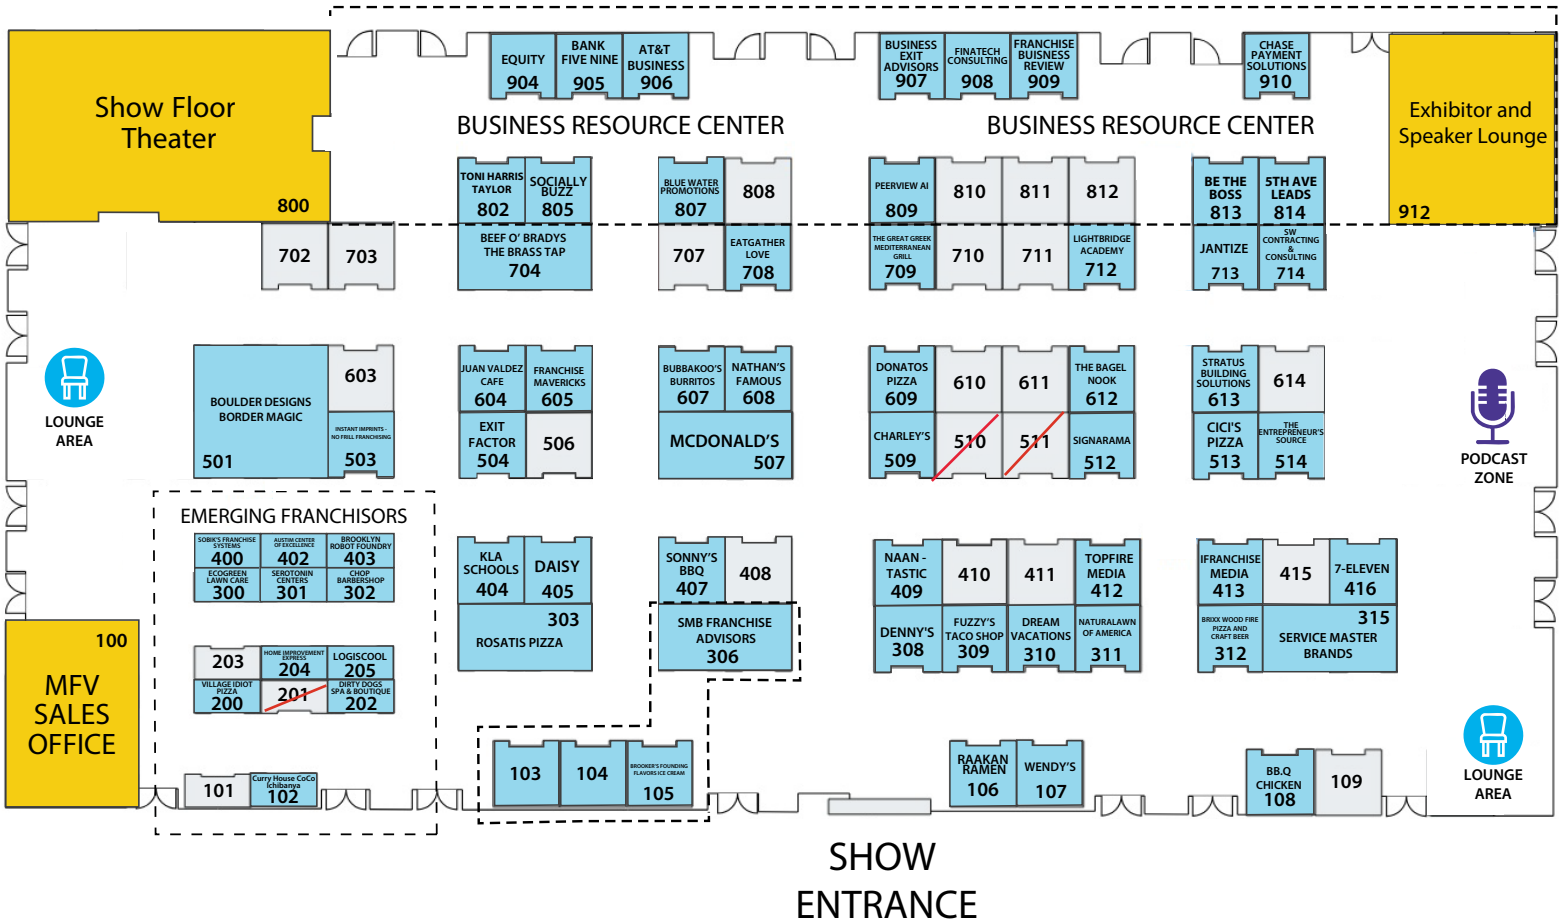 EQUITY
904
BANK
FIVE NINE
905
AT&T
BUSINESS
906
BUSINESS
EXIT
ADVISORS
907
FINATECH
CONSULTING
908
FRANCHISE
BUISNESS
REVIEW
909
CHASE
PAYMENT
SOLUTIONS
910
Show Floor
Theater
800
BUSINESS RESOURCE CENTER
BUSINESS RESOURCE CENTER
Exhibitor and
Speaker Lounge
912
TONI HARRIS
TAYLOR
802
SOCIALLY
BUZZ
805
BLUE WATER
PROMOTIONS
807
808
PEERVIEW AI
809
810
811
812
BE THE
BOSS
813
5TH AVE
LEADS
814
702
703
BEEF O' BRADYS
THE BRASS TAP
704
707
EATGATHER
LOVE
708
THE GREAT GREEK
MEDITERRANEAN
GRILL
709
710
711
LIGHTBRIDGE
ACADEMY
712
JANTIZE
713
SW
CONTRACTING
&
CONSULTING
714
LOUNGE
AREA
BOULDER DESIGNS
BORDER MAGIC
501
603
INSTANT IMPRINTS -
NO FRILL FRANCHISING
503
JUAN VALDEZ
CAFE
604
FRANCHISE
MAVERICKS
605
EXIT
FACTOR
504
506
BUBBAKOO'S
BURRITOS
607
NATHAN'S
FAMOUS
608
MCDONALD'S
507
DONATOS
PIZZA
609
610
611
THE BAGEL
NOOK
612
CHARLEY'S
509
510
511
SIGNARAMA
512
STRATUS
BUILDING
SOLUTIONS
613
614
CICI'S
PIZZA
513
THE
ENTREPRENEUR'S
SOURCE
514
PODCAST
ZONE
EMERGING FRANCHISORS
SOBIK'S FRANCHISE
SYSTEMS
400
AUSTIM CENTER
OF EXCELLENCE
402
BROOKLYN
ROBOT FOUNDRY
403
ECOGREEN
LAWN CARE
300
SEROTONIN
CENTERS
301
CHOP
BARBERSHOP
302
KLA
SCHOOLS
404
DAISY
405
303
ROSATIS PIZZA
SONNY'S
BBQ
407
408
SMB FRANCHISE
ADVISORS
306
NAAN -
TASTIC
409
410
411
TOPFIRE
MEDIA
412
DENNY'S
308
FUZZY'S
TACO SHOP
309
DREAM
VACATIONS
310
NATURALAWN
OF AMERICA
311
IFRANCHISE
MEDIA
413
415
7-ELEVEN
416
BRIXX WOOD FIRE
PIZZA AND
CRAFT BEER
312
315
SERVICE MASTER
BRANDS
100
MFV
SALES
OFFICE
203
HOME IMPROVEMENT
EXPRESS
204
LOGISCOOL
205
VILLAGE IDIOT
PIZZA
200
201
DIRTY DOGS
SPA & BOUTIQUE
202
101
Curry House CoCo
Ichibanya
102
103
104
BROOKER'S FOUNDING
FLAVORS ICE CREAM
105
RAAKAN
RAMEN
106
WENDY'S
107
BB.Q
CHICKEN
108
109
LOUNGE
AREA
SHOW
ENTRANCE